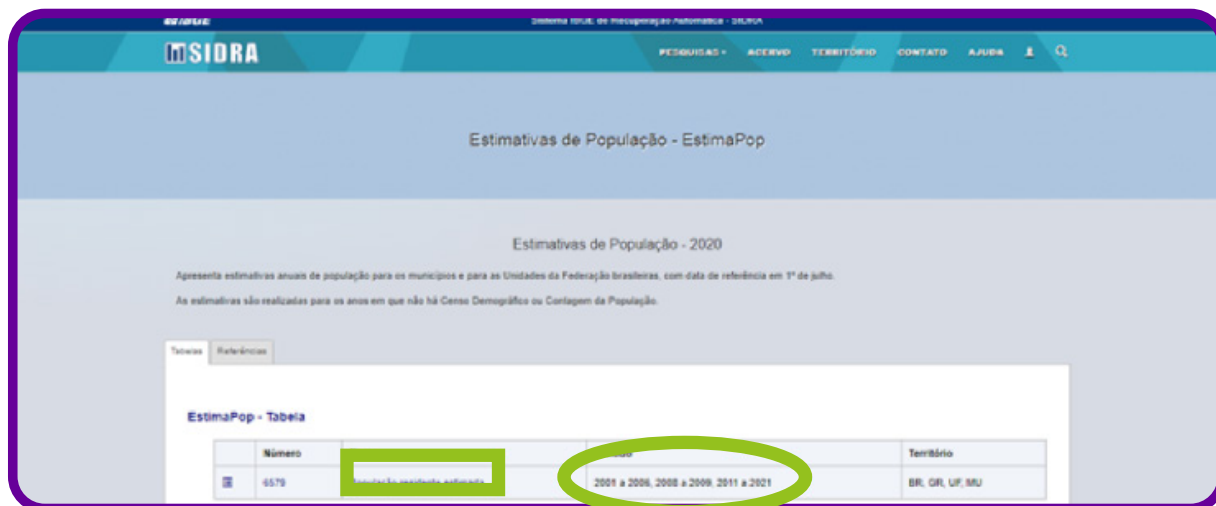 Sistema IBGE de Recuperação Automática - SIDRA
SIDRA
PESQUISAS ACERVO TERRITÓRIO CONTATO AJUDA
Estimativas de População - EstimaPop
Estimativas de População - 2020
Apresenta estimativas anuais de população para os municípios e para as Unidades da Federação brasileiras, com data de referência em 1º de julho.
As estimativas são realizadas para os anos em que não há Censo Demográfico ou Contagem da População.
Tabelas Referências
EstimaPop - Tabela
Número Território
6579 População residente estimada 2001 a 2006, 2008 a 2009, 2011 a 2021 BR, GR, UF, MU